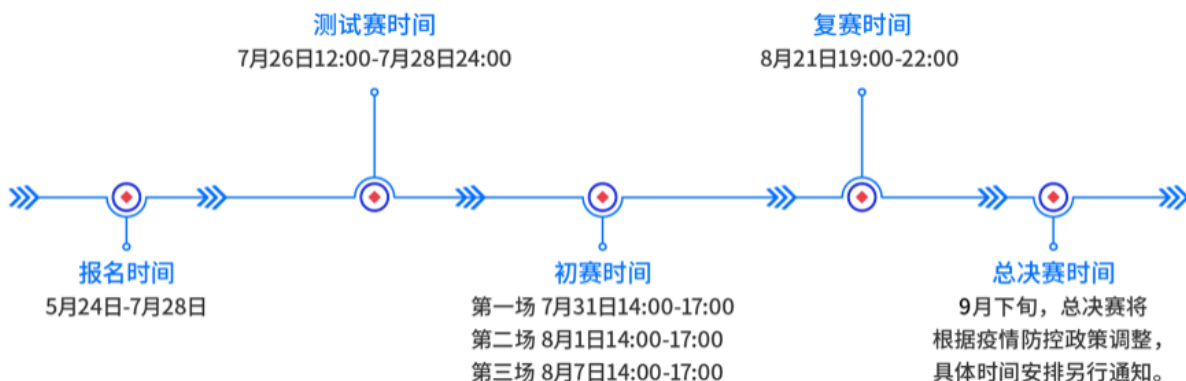 测试赛时间
7月26日12:00-7月28日24:00
复赛时间
8月21日19:00-22:00
报名时间
5月24日-7月28日
初赛时间
第一场 7月31日14:00-17:00
第二场 8月1日14:00-17:00
第三场 8月7日14:00-17:00
总决赛时间
9月下旬，总决赛将
根据疫情防控政策调整，
具体时间安排另行通知。